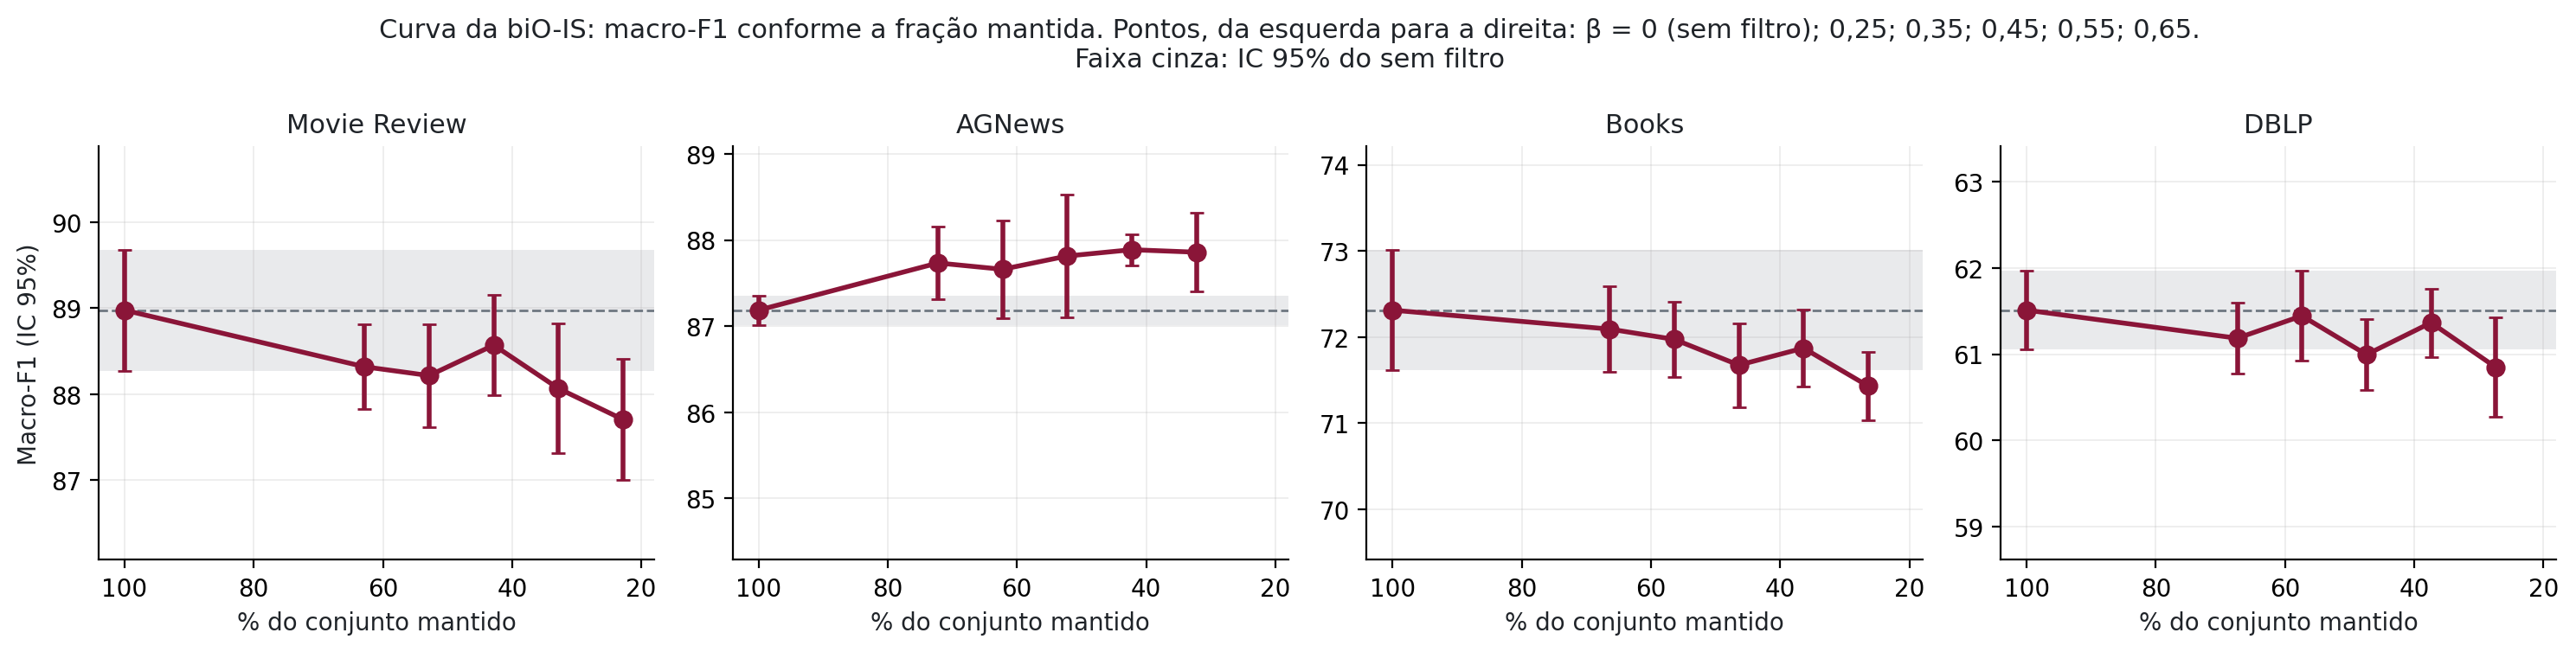 Curva da biO-IS: macro-F1 conforme a fração mantida. Pontos, da esquerda para a direita: β = 0 (sem filtro); 0,25; 0,35; 0,45; 0,55; 0,65.
Faixa cinza: IC 95% do sem filtro
Movie Review
Macro-F1 (IC 95%)
90
89
88
87
100 80 60 40 20
% do conjunto mantido
AGNews
89
88
87
86
85
100 80 60 40 20
% do conjunto mantido
Books
74
73
72
71
70
100 80 60 40 20
% do conjunto mantido
DBLP
63
62
61
60
59
100 80 60 40 20
% do conjunto mantido